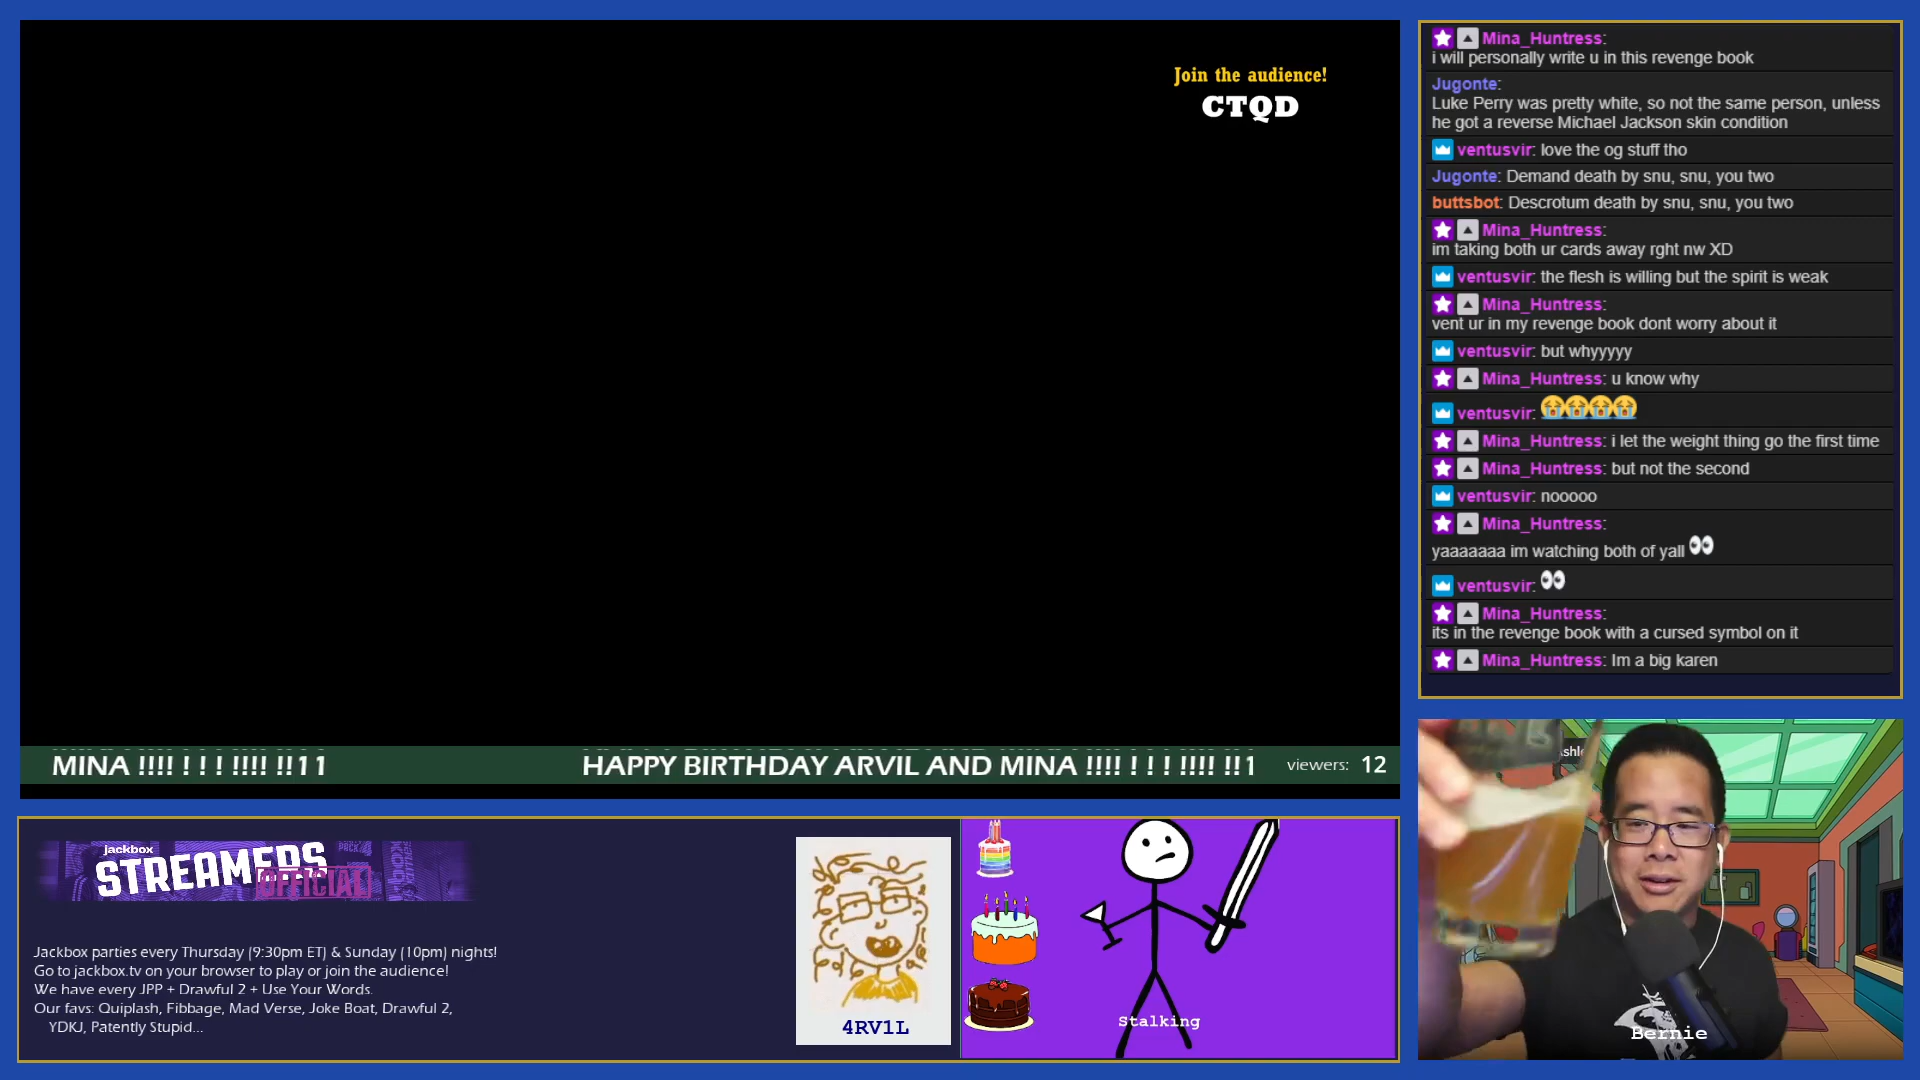 Join the audience!
CTQD
MINA !!!! ! ! ! !!!! !!11
HAPPY BIRTHDAY ARVIL AND MINA !!!! ! ! ! !!!! !!1
viewers: 12
jackbox
STREAMERS
OFFICIAL
Jackbox parties every Thursday (9:30pm ET) & Sunday (10pm) nights!
Go to jackbox.tv on your browser to play or join the audience!
We have every JPP + Drawful 2 + Use Your Words.
Our favs: Quiplash, Fibbage, Mad Verse, Joke Boat, Drawful 2,
YDKJ, Patently Stupid...
4RV1L
Stalking
Mina_Huntress:
i will personally write u in this revenge book
Jugonte:
Luke Perry was pretty white, so not the same person, unless
he got a reverse Michael Jackson skin condition
ventusvir: love the og stuff tho
Jugonte: Demand death by snu, snu, you two
buttsbot: Descrotum death by snu, snu, you two
Mina_Huntress:
im taking both ur cards away rght nw XD
ventusvir: the flesh is willing but the spirit is weak
Mina_Huntress:
vent ur in my revenge book dont worry about it
ventusvir: but whyyyyy
Mina_Huntress: u know why
ventusvir: 😭😭😭😭
Mina_Huntress: i let the weight thing go the first time
Mina_Huntress: but not the second
ventusvir: nooooo
Mina_Huntress:
yaaaaaaa im watching both of yall 👀
ventusvir: 👀
Mina_Huntress:
its in the revenge book with a cursed symbol on it
Mina_Huntress: Im a big karen
Bernie